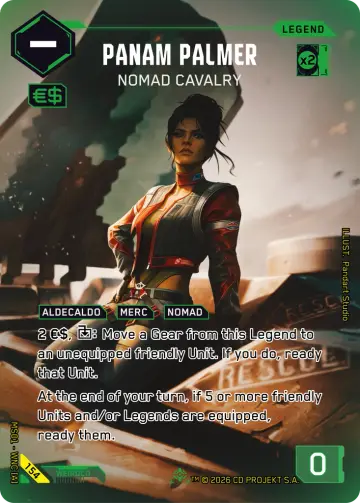 LEGEND
PANAM PALMER
NOMAD CAVALRY
x2
€$
ILLUST. Pandart Studio
ALDECALDO MERC NOMAD
2 €$, : Move a Gear from this Legend to
an unequipped friendly Unit. If you do, ready
that Unit.
At the end of your turn, if 5 or more friendly
Units and/or Legends are equipped,
ready them.
RESCUE
154
0
™ © 2026 CD PROJEKT S.A.